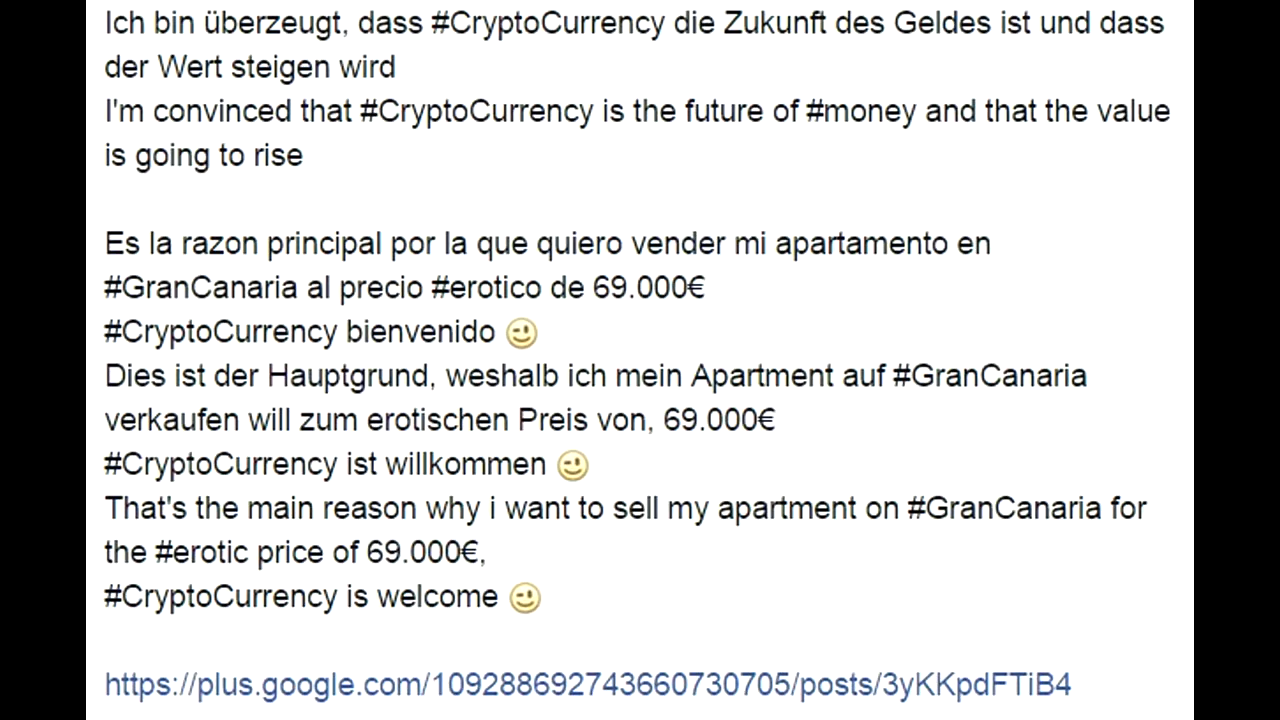 Ich bin überzeugt, dass #CryptoCurrency die Zukunft des Geldes ist und dass
der Wert steigen wird
I'm convinced that #CryptoCurrency is the future of #money and that the value
is going to rise
Es la razon principal por la que quiero vender mi apartamento en
#GranCanaria al precio #erotico de 69.000€
#CryptoCurrency bienvenido 😉
Dies ist der Hauptgrund, weshalb ich mein Apartment auf #GranCanaria
verkaufen will zum erotischen Preis von, 69.000€
#CryptoCurrency ist willkommen 😉
That's the main reason why i want to sell my apartment on #GranCanaria for
the #erotic price of 69.000€,
#CryptoCurrency is welcome 😉
https://plus.google.com/109288692743660730705/posts/3yKKpdFTiB4